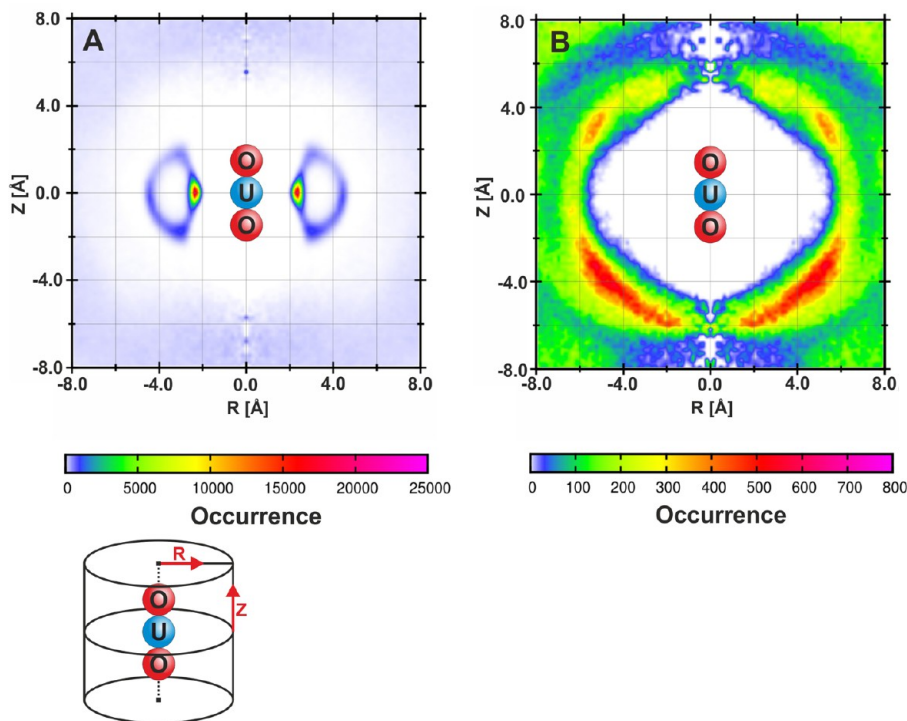 A
8.0
4.0
0.0
-4.0
-8.0
Z [Å]
O
U
O
-8.0 -4.0 0.0 4.0 8.0
R [Å]
0 5000 10000 15000 20000 25000
Occurrence
B
8.0
4.0
0.0
-4.0
-8.0
Z [Å]
O
U
O
-8.0 -4.0 0.0 4.0 8.0
R [Å]
0 100 200 300 400 500 600 700 800
Occurrence
R
O
Z
U
O